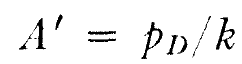 A′ = p_D/k